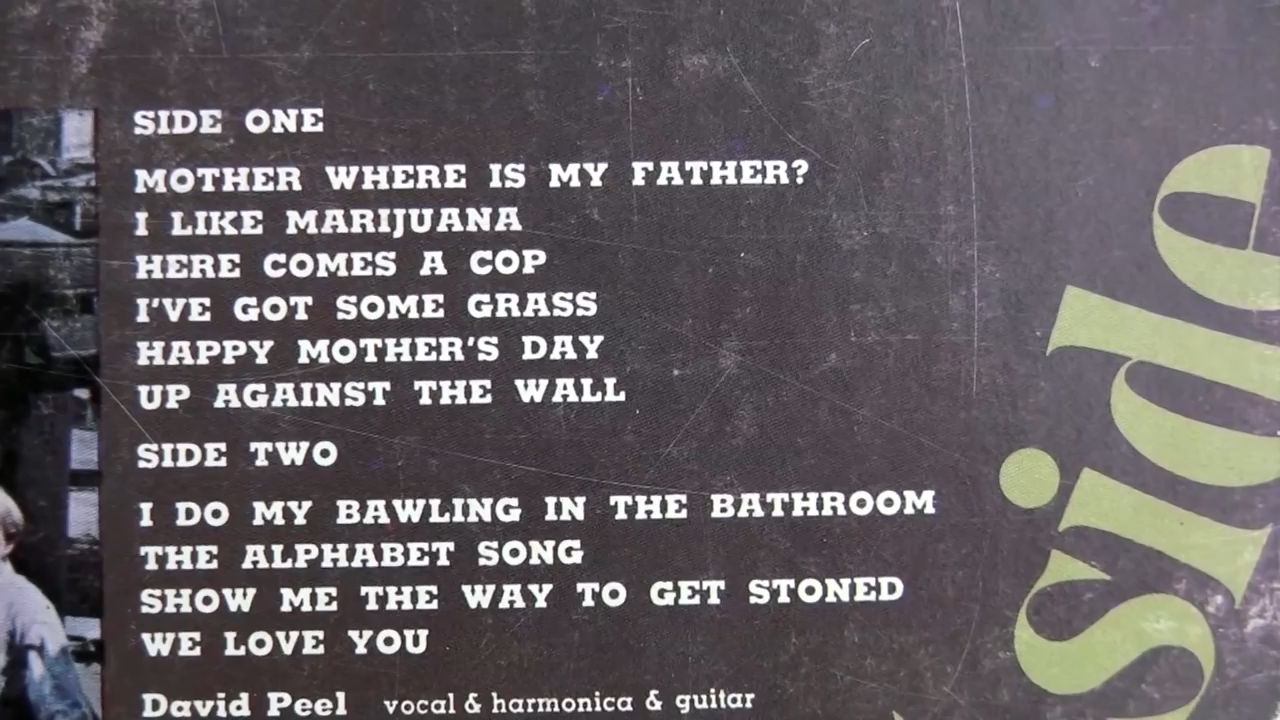 SIDE ONE
MOTHER WHERE IS MY FATHER?
I LIKE MARIJUANA
HERE COMES A COP
I'VE GOT SOME GRASS
HAPPY MOTHER'S DAY
UP AGAINST THE WALL
SIDE TWO
I DO MY BAWLING IN THE BATHROOM
THE ALPHABET SONG
SHOW ME THE WAY TO GET STONED
WE LOVE YOU
David Peel vocal & harmonica & guitar
side